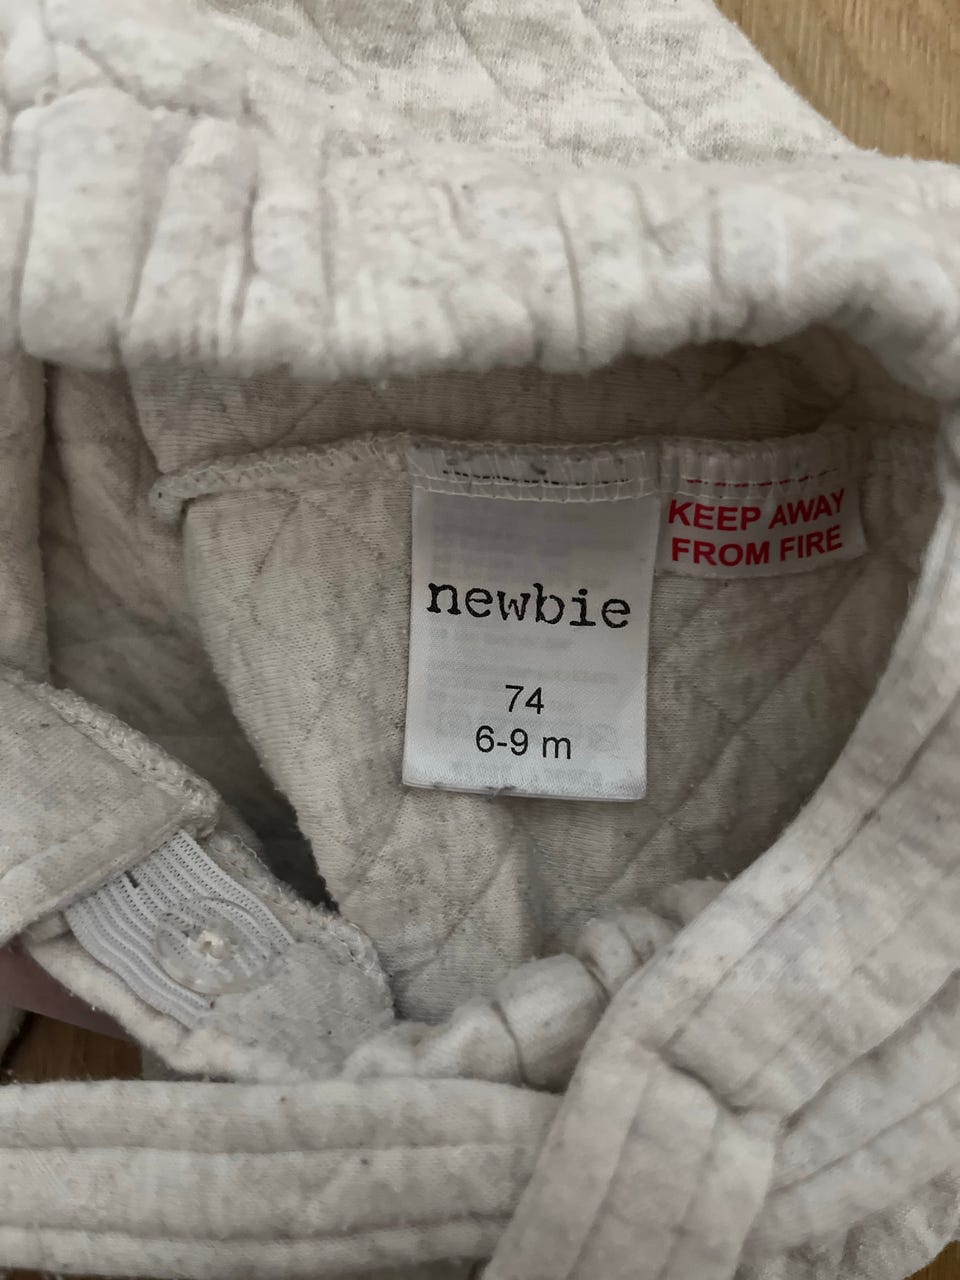 KEEP AWAY
FROM FIRE
newbie
74
6-9 m